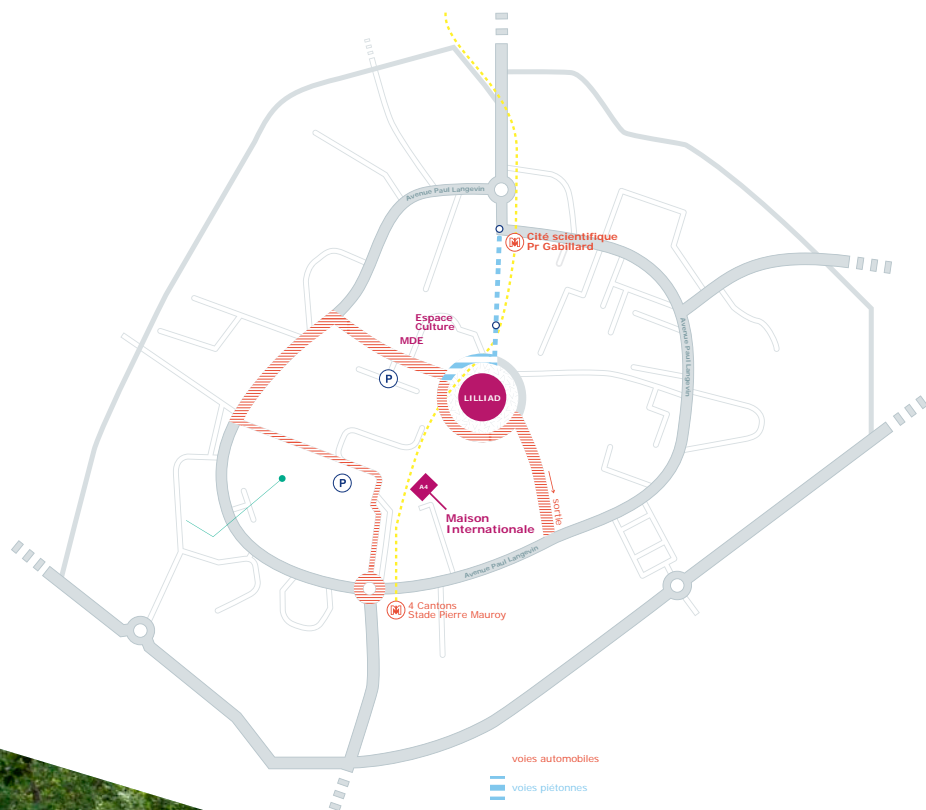 Avenue Paul Langevin
Cité scientifique
Pr Gabillard
Espace
Culture
MDE
Avenue Paul Langevin
P
LILLIAD
P
A4
sortie
Maison
Internationale
Avenue Paul Langevin
4 Cantons
Stade Pierre Mauroy
voies automobiles
voies piétonnes